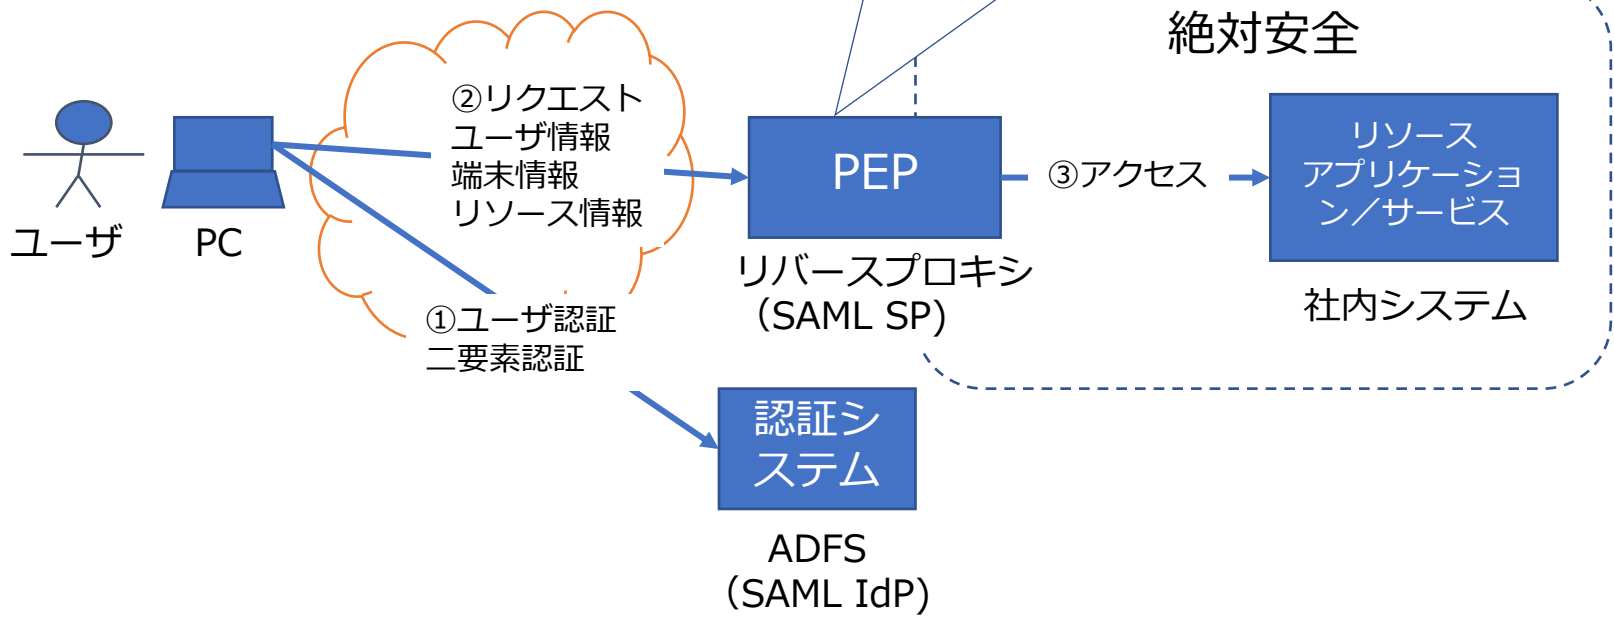 絶対安全
②リクエスト
ユーザ情報
端末情報
リソース情報
ユーザ
PC
PEP
リバースプロキシ
（SAML SP)
③アクセス
リソース
アプリケーショ
ン／サービス
社内システム
①ユーザ認証
二要素認証
認証シ
ステム
ADFS
（SAML IdP)